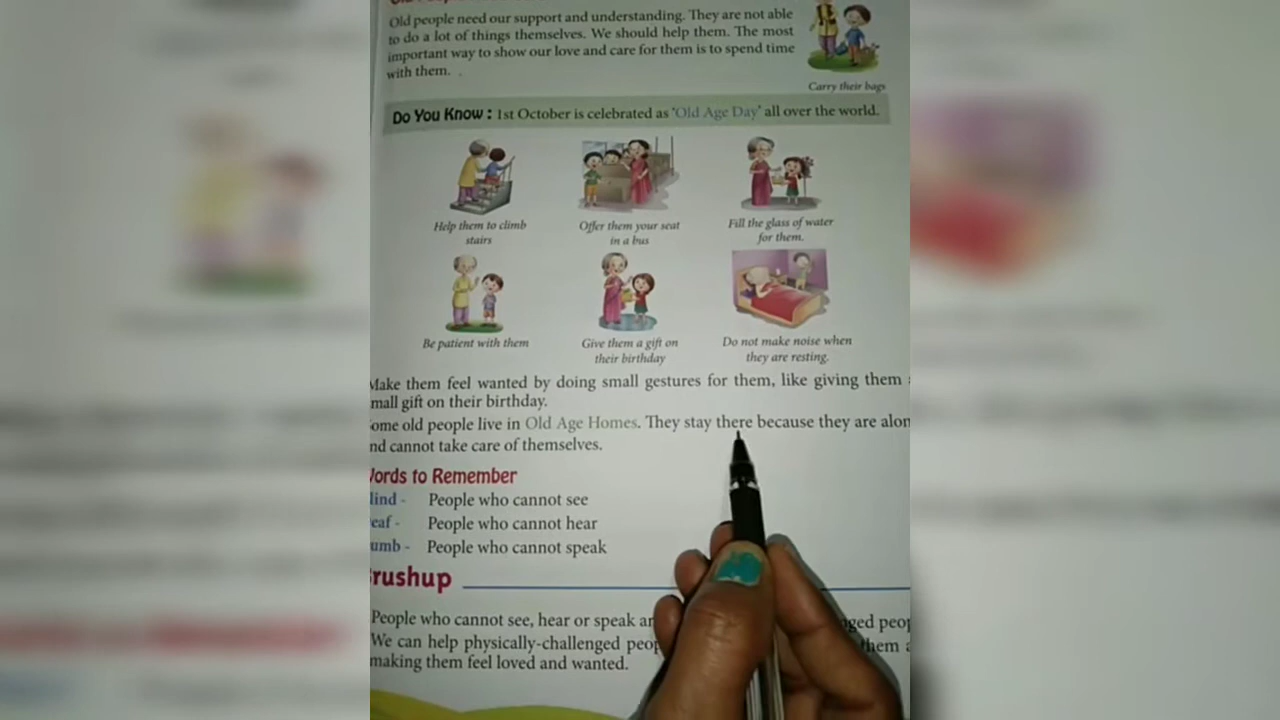 Old people need our support and understanding. They are not able
to do a lot of things themselves. We should help them. The most
important way to show our love and care for them is to spend time
with them.
Carry their bags
Do You Know : 1st October is celebrated as 'Old Age Day' all over the world.
Help them to climb
stairs
Offer them your seat
in a bus
Fill the glass of water
for them.
Be patient with them
Give them a gift on
their birthday
Do not make noise when
they are resting.
Make them feel wanted by doing small gestures for them, like giving them
mall gift on their birthday.
ome old people live in Old Age Homes. They stay there because they are alon
nd cannot take care of themselves.
Words to Remember
lind - People who cannot see
eaf - People who cannot hear
umb - People who cannot speak
rushup
People who cannot see, hear or speak ar nged peop
We can help physically-challenged peop them a
making them feel loved and wanted.